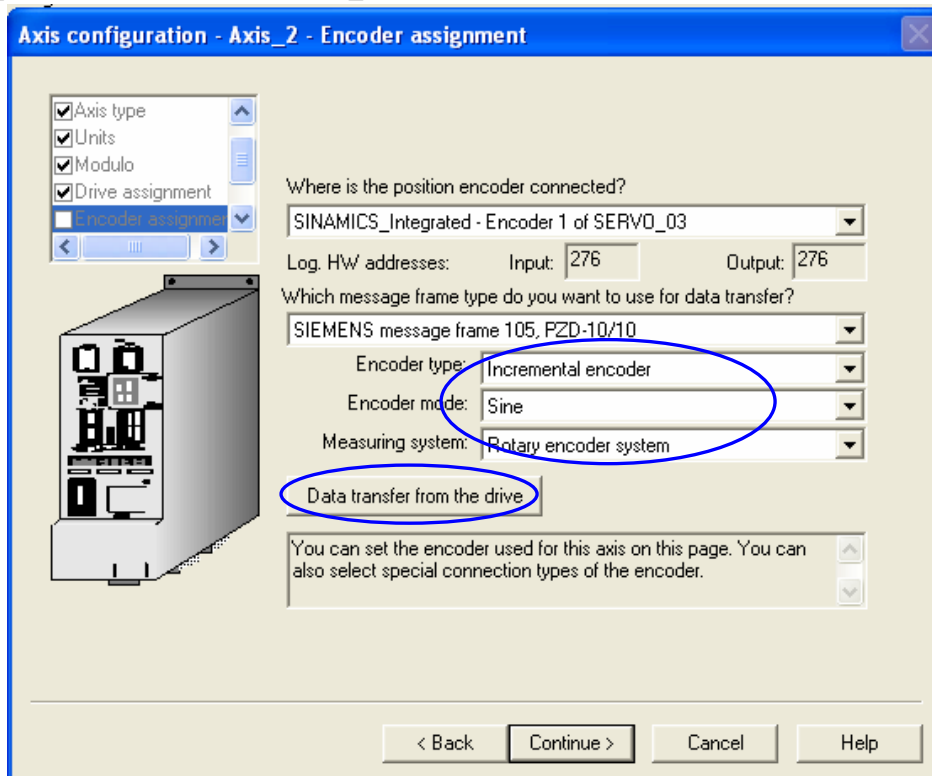 Axis configuration - Axis_2 - Encoder assignment
Axis type
Units
Modulo
Drive assignment
Encoder assignmer
Where is the position encoder connected?
SINAMICS_Integrated - Encoder 1 of SERVO_03
Log. HW addresses: Input: 276 Output: 276
Which message frame type do you want to use for data transfer?
SIEMENS message frame 105, PZD-10/10
Encoder type: Incremental encoder
Encoder mode: Sine
Measuring system: Rotary encoder system
Data transfer from the drive
You can set the encoder used for this axis on this page. You can
also select special connection types of the encoder.
< Back Continue > Cancel Help